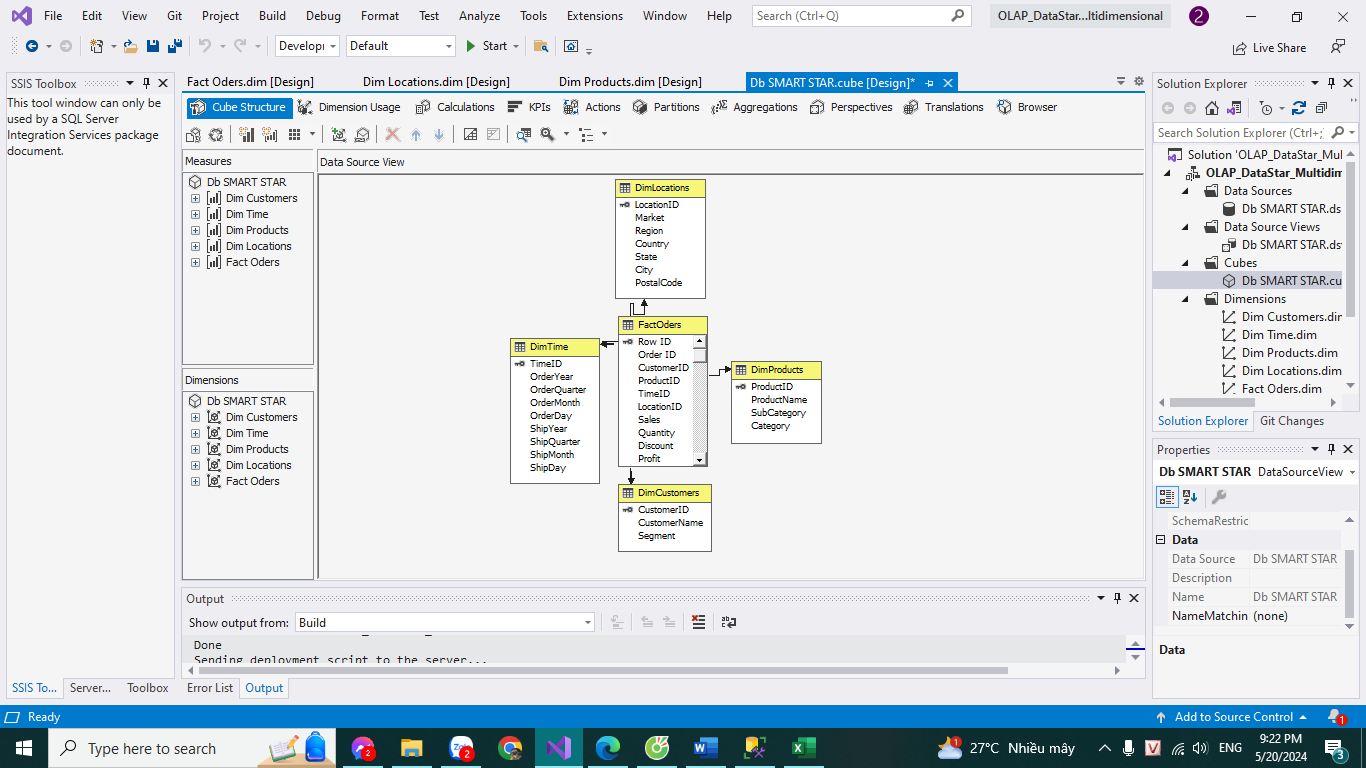 File Edit View Git Project Build Debug Format Test Analyze Tools Extensions Window Help Search (Ctrl+Q) OLAP_DataStar...ltidimensional 2
Develop Default Start Live Share
SSIS Toolbox
This tool window can only be
used by a SQL Server
Integration Services package
document.
Fact Oders.dim [Design] Dim Locations.dim [Design] Dim Products.dim [Design] Db SMART STAR.cube [Design]*
Cube Structure Dimension Usage Calculations KPIs Actions Partitions Aggregations Perspectives Translations Browser
Measures
Db SMART STAR
Dim Customers
Dim Time
Dim Products
Dim Locations
Fact Oders
Dimensions
Db SMART STAR
Dim Customers
Dim Time
Dim Products
Dim Locations
Fact Oders
Data Source View
DimLocations
LocationID
Market
Region
Country
State
City
PostalCode
FactOders
Row ID
Order ID
CustomerID
ProductID
TimeID
LocationID
Sales
Quantity
Discount
Profit
DimTime
TimeID
OrderYear
OrderQuarter
OrderMonth
OrderDay
ShipYear
ShipQuarter
ShipMonth
ShipDay
DimProducts
ProductID
ProductName
SubCategory
Category
DimCustomers
CustomerID
CustomerName
Segment
Output
Show output from: Build
Done
Sending deployment script to the server...
SSIS To... Server... Toolbox Error List Output
Solution Explorer
Search Solution Explorer (Ctrl+;
Solution 'OLAP_DataStar_Mul
OLAP_DataStar_Multidim
Data Sources
Db SMART STAR.ds
Data Source Views
Db SMART STAR.ds
Cubes
Db SMART STAR.cu
Dimensions
Dim Customers.dim
Dim Time.dim
Dim Products.dim
Dim Locations.dim
Fact Oders.dim
Solution Explorer Git Changes
Properties
Db SMART STAR DataSourceView
SchemaRestric
Data
Data Source Db SMART STAR
Description
Name Db SMART STAR
NameMatchin (none)
Data
Ready Add to Source Control 1
Type here to search 2 2 1 27°C Nhiều mây V ENG 9:22 PM
5/20/2024 3